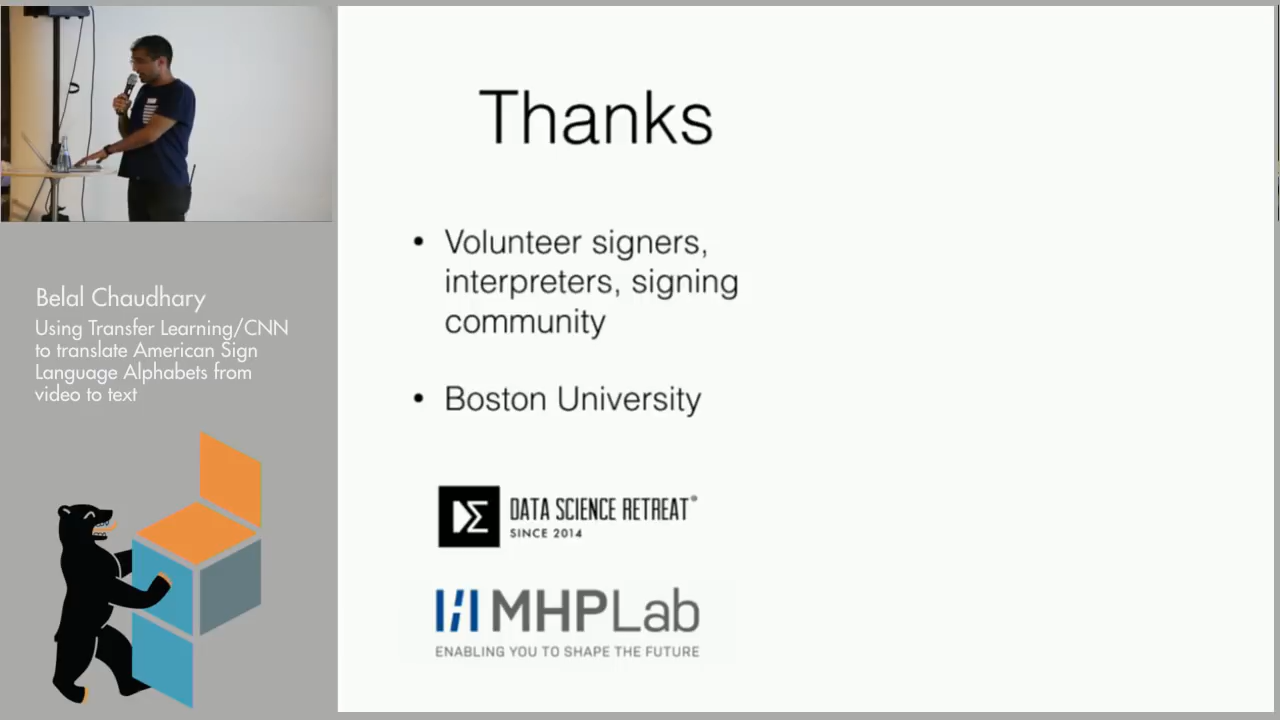 Belal Chaudhary
Using Transfer Learning/CNN
to translate American Sign
Language Alphabets from
video to text
Thanks
• Volunteer signers,
interpreters, signing
community
• Boston University
DATA SCIENCE RETREAT®
SINCE 2014
MHPLab
ENABLING YOU TO SHAPE THE FUTURE